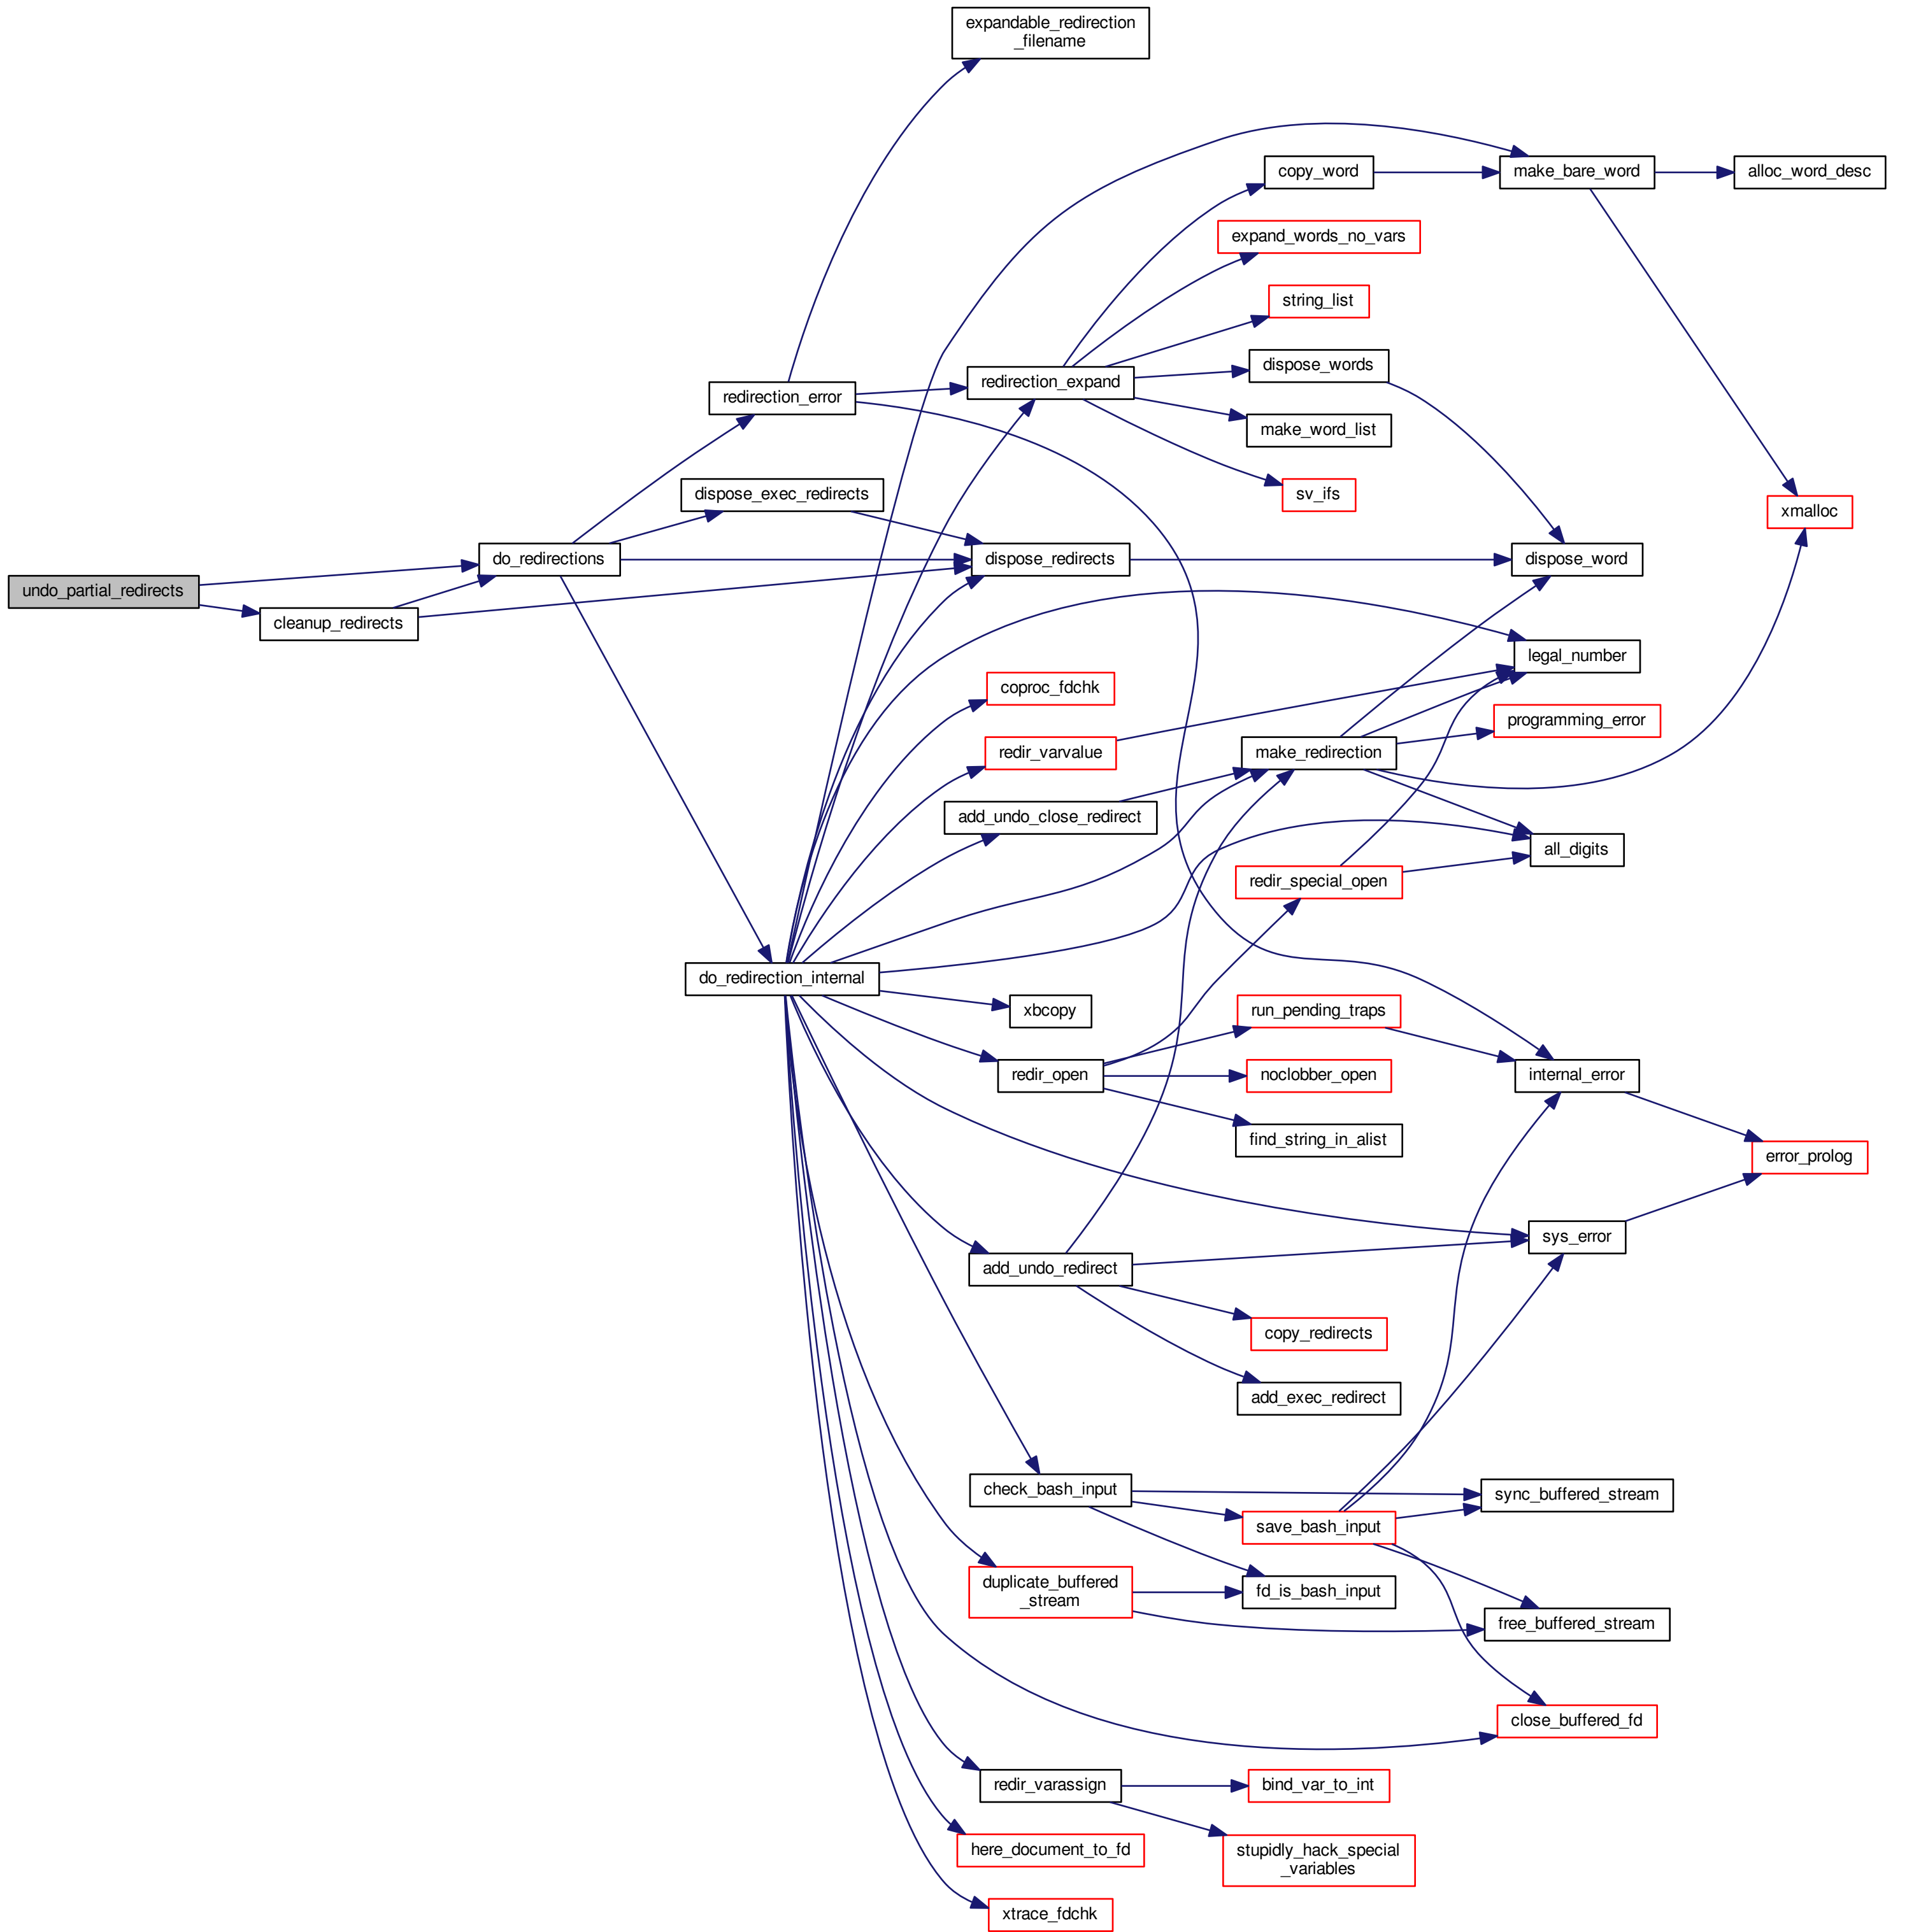 expandable_redirection
_filename
copy_word
make_bare_word
alloc_word_desc
expand_words_no_vars
string_list
redirection_error
redirection_expand
dispose_words
make_word_list
dispose_exec_redirects
sv_ifs
xmalloc
undo_partial_redirects
do_redirections
dispose_redirects
dispose_word
cleanup_redirects
legal_number
coproc_fdchk
programming_error
redir_varvalue
make_redirection
add_undo_close_redirect
all_digits
redir_special_open
do_redirection_internal
xbcopy
run_pending_traps
redir_open
noclobber_open
internal_error
find_string_in_alist
error_prolog
sys_error
add_undo_redirect
copy_redirects
add_exec_redirect
check_bash_input
sync_buffered_stream
save_bash_input
duplicate_buffered
_stream
fd_is_bash_input
free_buffered_stream
close_buffered_fd
redir_varassign
bind_var_to_int
here_document_to_fd
stupidly_hack_special
_variables
xtrace_fdchk